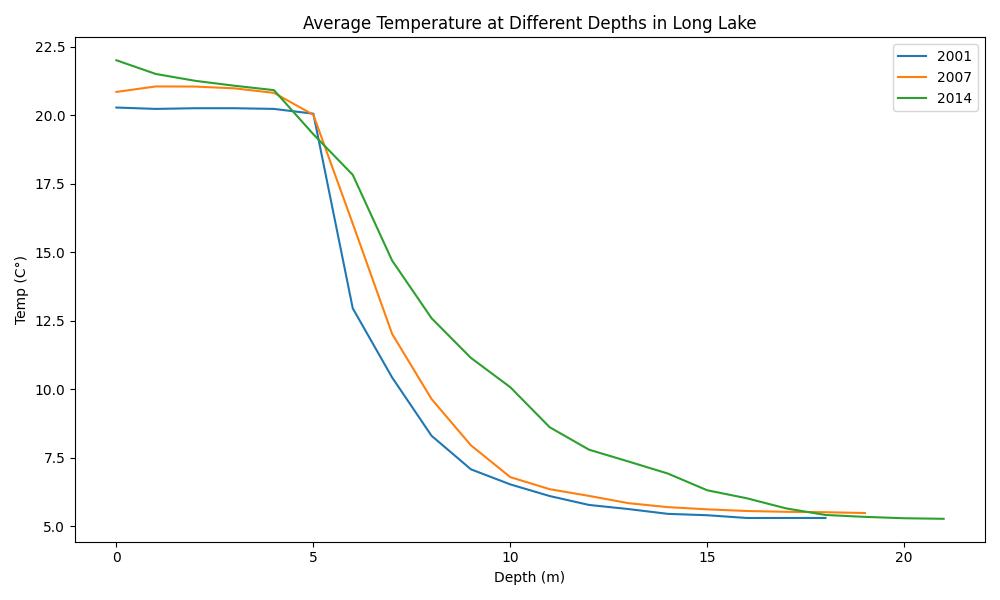 Average Temperature at Different Depths in Long Lake
22.5
20.0
17.5
15.0
12.5
10.0
7.5
5.0
Temp (C°)
2001
2007
2014
0 5 10 15 20
Depth (m)